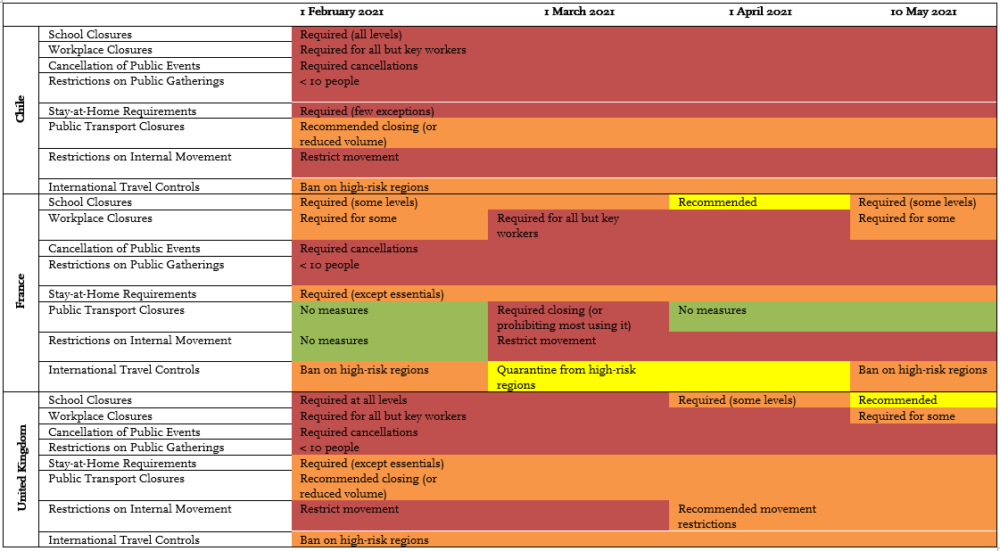 1 February 2021 1 March 2021 1 April 2021 10 May 2021
Chile
School Closures Required (all levels)
Workplace Closures Required for all but key workers
Cancellation of Public Events Required cancellations
Restrictions on Public Gatherings < 10 people
Stay-at-Home Requirements Required (few exceptions)
Public Transport Closures Recommended closing (or
reduced volume)
Restrictions on Internal Movement Restrict movement
International Travel Controls Ban on high-risk regions
France
School Closures Required (some levels) Recommended Required (some levels)
Workplace Closures Required for some Required for all but key Required for some
workers
Cancellation of Public Events Required cancellations
Restrictions on Public Gatherings < 10 people
Stay-at-Home Requirements Required (except essentials)
Public Transport Closures No measures Required closing (or No measures
prohibiting most using it)
Restrictions on Internal Movement No measures Restrict movement
International Travel Controls Ban on high-risk regions Quarantine from high-risk Ban on high-risk regions
regions
United Kingdom
School Closures Required at all levels Required (some levels) Recommended
Workplace Closures Required for all but key workers Required for some
Cancellation of Public Events Required cancellations
Restrictions on Public Gatherings < 10 people
Stay-at-Home Requirements Required (except essentials)
Public Transport Closures Recommended closing (or
reduced volume)
Restrictions on Internal Movement Restrict movement Recommended movement
restrictions
International Travel Controls Ban on high-risk regions